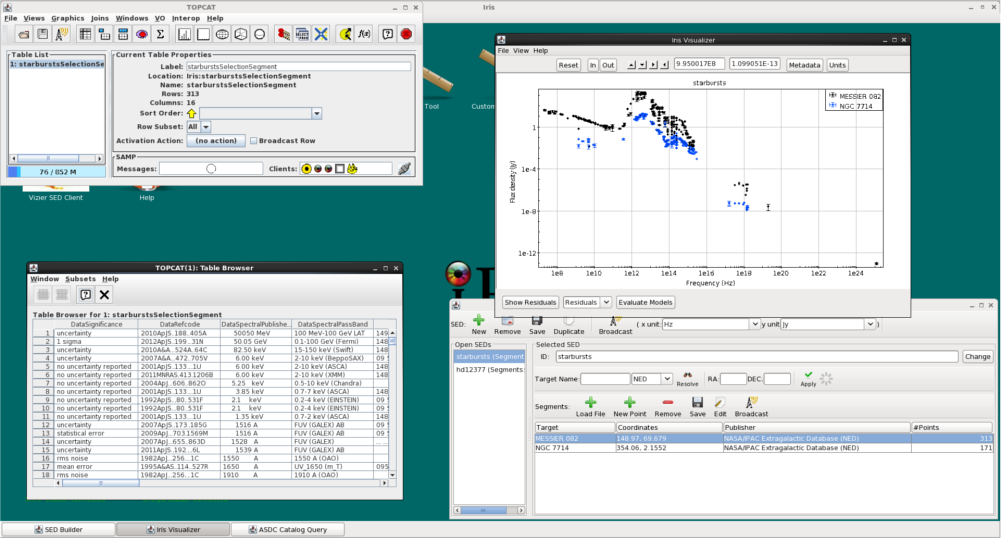 TOPCAT
File Views Graphics Joins Windows VO Interop Help
Table List
1: starburstsSelectionSe
76 / 852 M
Current Table Properties
Label: starburstsSelectionSegment
Location: Iris:starburstsSelectionSegment
Name: starburstsSelectionSegment
Rows: 313
Columns: 16
Sort Order:
Row Subset: All
Activation Action: (no action) Broadcast Row
SAMP
Messages: Clients:
Iris
Tool
Custom
Vizier SED Client
Help
Iris Visualizer
File View Help
Reset In Out 9.950017E8 1.099051E-13 Metadata Units
starbursts
MESSIER 082
NGC 7714
Flux density (Jy)
1
1e-4
1e-8
1e-12
1e8 1e10 1e12 1e14 1e16 1e18 1e20 1e22 1e24
Frequency (Hz)
Show Residuals Residuals Evaluate Models
TOPCAT(1): Table Browser
Window Subsets Help
Table Browser for 1: starburstsSelectionSegment
DataSignificance DataRefcode DataSpectralPublishe... DataSpectralPassBand
1 uncertainty 2010ApJS.188..405A 50050 MeV 100 MeV-100 GeV LAT 149
2 1 sigma 2012ApJS.199...31N 50.05 GeV 0.1-100 GeV (Fermi) 148
3 uncertainty 2010A&A...524A..64C 82.50 keV 15-150 keV (Swift) 148
4 uncertainty 2007A&A...472..705V 6.00 keV 2-10 keV (BeppoSAX) 09
5 no uncertainty reported 2001ApJS.133....1U 6.00 keV 2-10 keV (ASCA) 148
6 no uncertainty reported 2011MNRAS.413.1206B 6.00 keV 2-10 keV (XMM) 148
7 no uncertainty reported 2004ApJ...606..862O 5.25 keV 0.5-10 keV (Chandra)
8 no uncertainty reported 2001ApJS.133....1U 3.85 keV 0.7-7 keV (ASCA) 148
9 no uncertainty reported 1992ApJS...80..531F 2.1 keV 0.2-4 keV (EINSTEIN) 09
10 no uncertainty reported 1992ApJS...80..531F 2.1 keV 0.2-4 keV (EINSTEIN) 09
11 no uncertainty reported 2001ApJS.133....1U 1.35 keV 0.7-2 keV (ASCA) 148
12 uncertainty 2007ApJS.173..185G 1516 A FUV (GALEX) AB 09
13 statistical error 2009ApJ...703.1569M 1516 A FUV (GALEX) AB 09
14 uncertainty 2007ApJ...655..863D 1528 A FUV (GALEX)
15 uncertainty 2011ApJS..192...6L 1539 A FUV (GALEX) AB
16 rms noise 1982ApJ...256....1C 1550 A 1550 A (OAO)
17 mean error 1995A&AS..114..527R 1650 A UV_1650 (m_T) 095
18 rms noise 1982ApJ...256....1C 1910 A 1910 A (OAO)
SED: New Remove Save Duplicate Broadcast ( x unit: Hz y unit Jy )
Open SEDs
starbursts (Segment
hd12377 (Segments:
Selected SED
ID: starbursts Change
Target Name: NED Resolve RA: DEC: Apply
Segments: Load File New Point Remove Save Edit Broadcast
Target Coordinates Publisher #Points
MESSIER 082 148.97, 69.679 NASA/IPAC Extragalactic Database (NED) 313
NGC 7714 354.06, 2.1552 NASA/IPAC Extragalactic Database (NED) 171
SED Builder Iris Visualizer ASDC Catalog Query